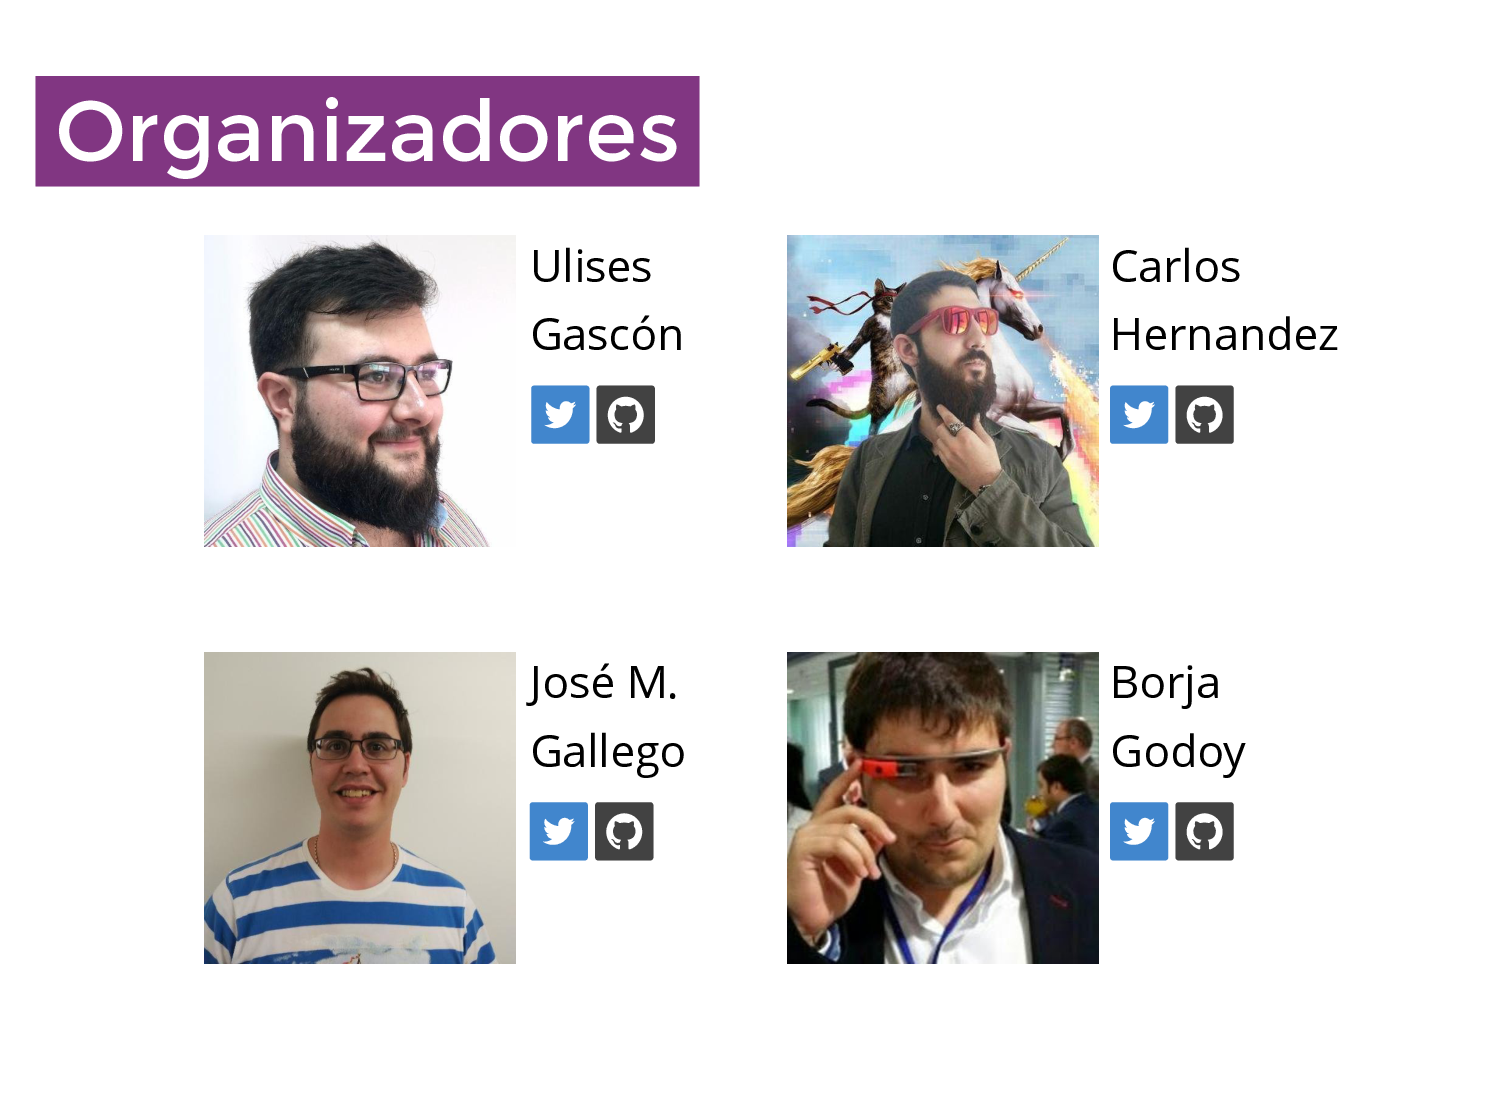 Organizadores
Ulises
Gascón
Carlos
Hernandez
José M.
Gallego
Borja
Godoy